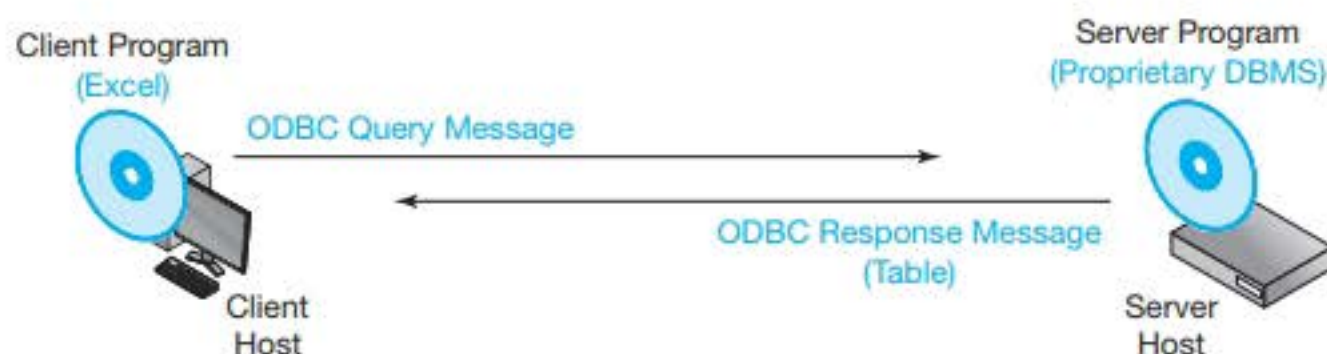 Client Program
(Excel)
Server Program
(Proprietary DBMS)
ODBC Query Message
ODBC Response Message
(Table)
Client
Host
Server
Host